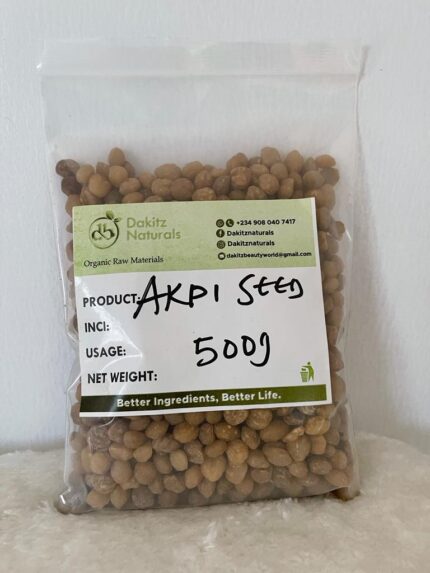 Dakitz
Naturals
Organic Raw Materials
+234 908 040 7417
Dakitznaturals
Dakitznaturals
dakitzbeautyworld@gmail.com
PRODUCT: AKPI SEED
INCI:
USAGE:
500g
NET WEIGHT:
Better Ingredients, Better Life.